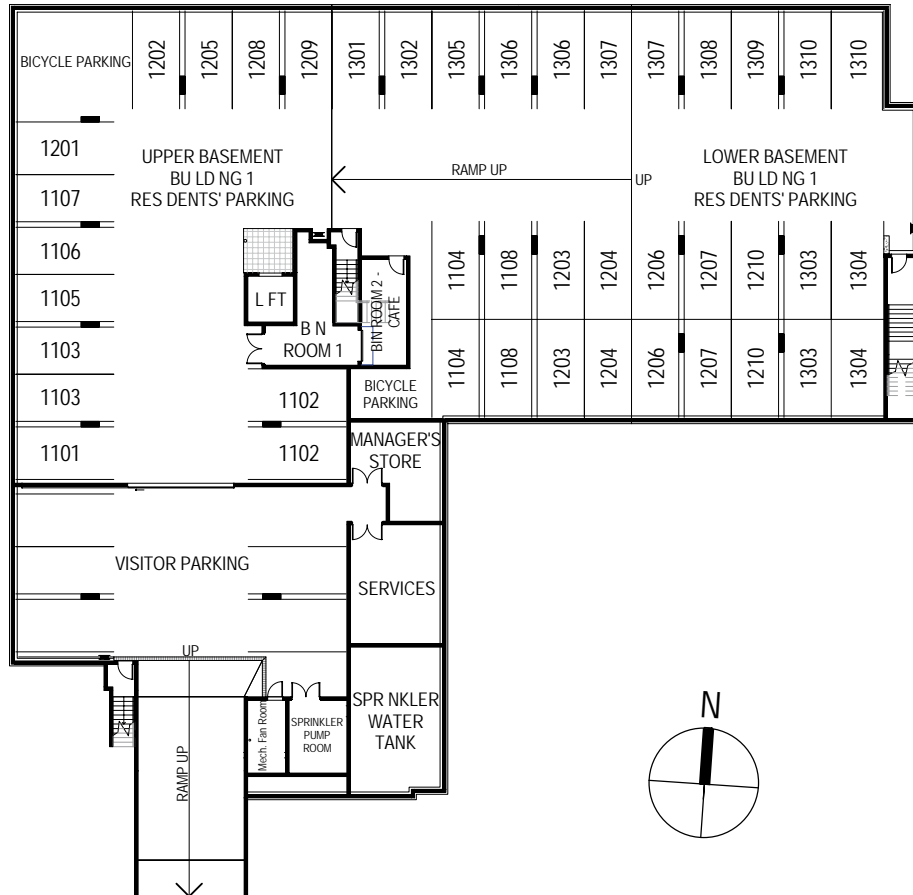 BICYCLE PARKING
1202
1205
1208
1209
1301
1302
1305
1306
1306
1307
1307
1308
1309
1310
1310
1201
1107
1106
1105
1103
1103
1101
UPPER BASEMENT
BU LD NG 1
RES DENTS' PARKING
RAMP UP
UP
LOWER BASEMENT
BU LD NG 1
RES DENTS' PARKING
L FT
B N
ROOM 1
BIN ROOM 2 -
CAFE
1104
1108
1203
1204
1206
1207
1210
1303
1304
1104
1108
1203
1204
1206
1207
1210
1303
1304
BICYCLE
PARKING
1102
1102
MANAGER'S
STORE
VISITOR PARKING
SERVICES
UP
RAMP UP
Mech. Fan Room
SPRINKLER
PUMP
ROOM
SPR NKLER
WATER
TANK
N